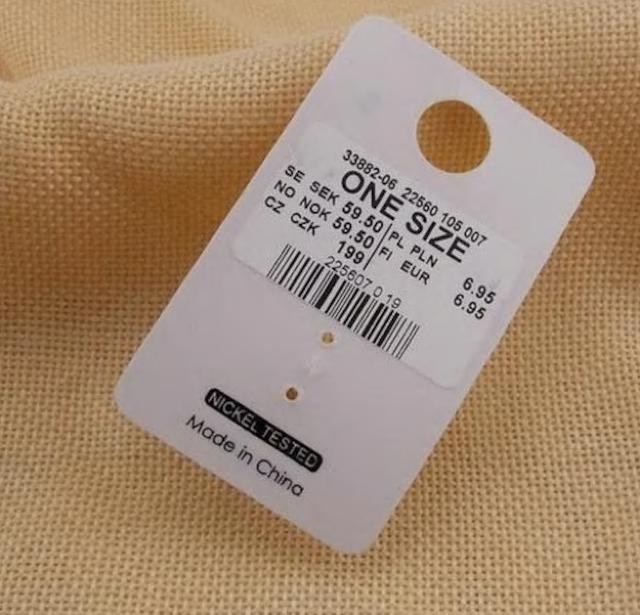 33882-06 22560 105 007
ONE SIZE
SE SEK 59.50 PL PLN 6.95
NO NOK 59.50 FI EUR 6.95
CZ CZK 199
225607 0 19
NICKEL TESTED
Made in China